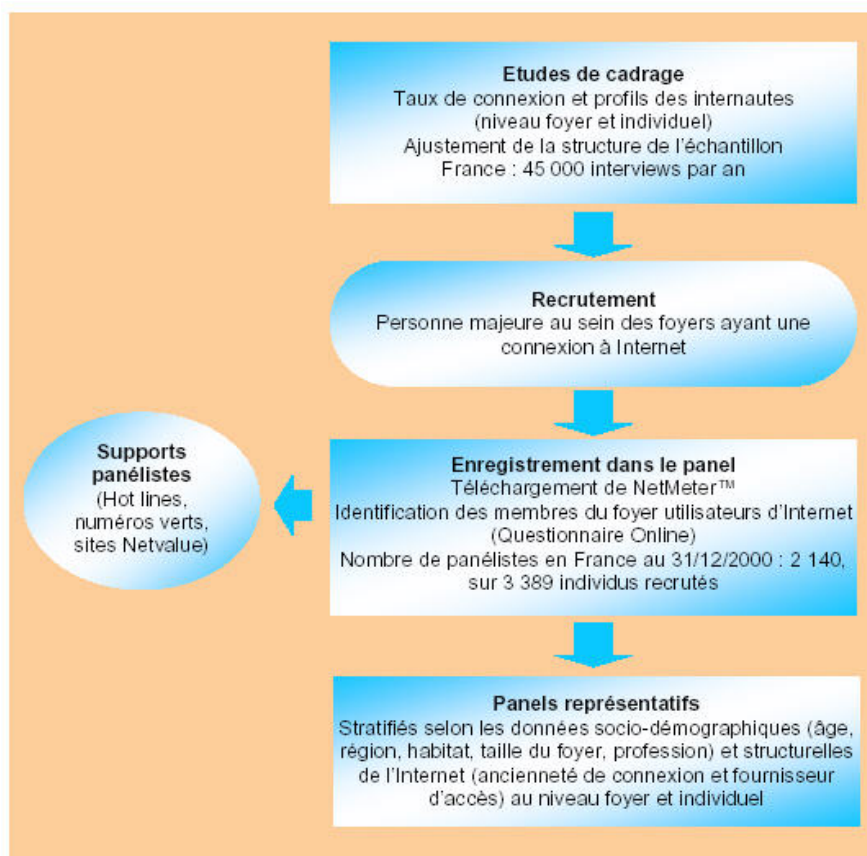 Etudes de cadrage
Taux de connexion et profils des internautes
(niveau foyer et individuel)
Ajustement de la structure de l'échantillon
France : 45 000 interviews par an
Recrutement
Personne majeure au sein des foyers ayant une
connexion à Internet
Supports
panélistes
(Hot lines,
numéros verts,
sites Netvalue)
Enregistrement dans le panel
Téléchargement de NetMeter™
Identification des membres du foyer utilisateurs d'Internet
(Questionnaire Online)
Nombre de panélistes en France au 31/12/2000 : 2 140,
sur 3 389 individus recrutés
Panels représentatifs
Stratifiés selon les données socio-démographiques (âge,
région, habitat, taille du foyer, profession) et structurelles
de l'Internet (ancienneté de connexion et fournisseur
d'accès) au niveau foyer et individuel